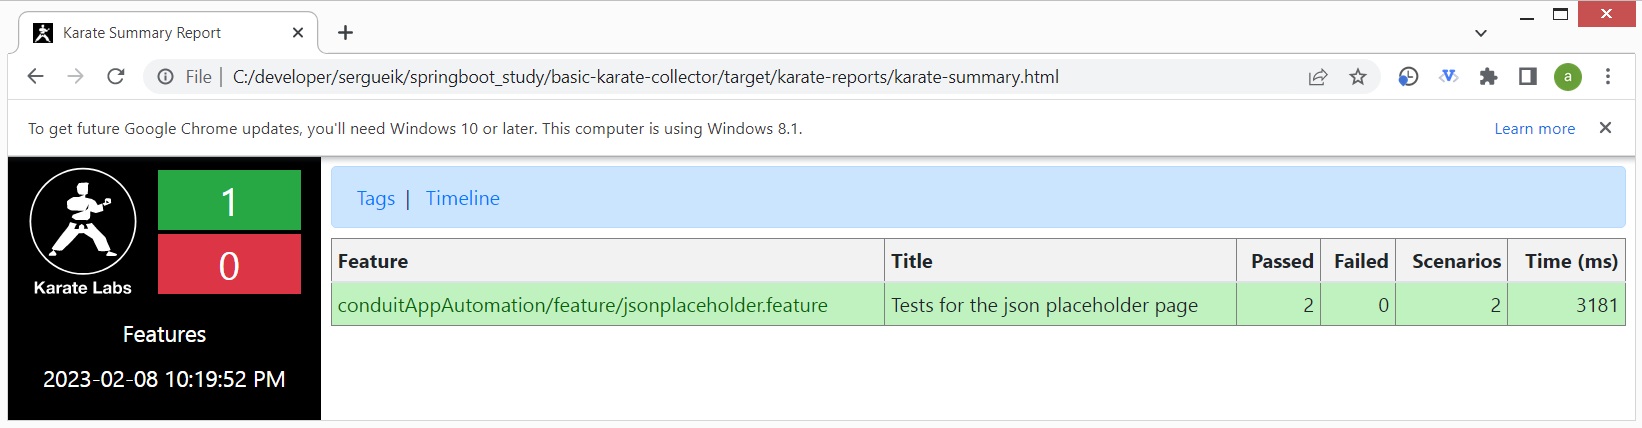 Karate Summary Report
File | C:/developer/sergueik/springboot_study/basic-karate-collector/target/karate-reports/karate-summary.html
a
To get future Google Chrome updates, you'll need Windows 10 or later. This computer is using Windows 8.1.
Learn more
Karate Labs
1
0
Features
2023-02-08 10:19:52 PM
Tags | Timeline
Feature Title Passed Failed Scenarios Time (ms)
conduitAppAutomation/feature/jsonplaceholder.feature Tests for the json placeholder page 2 0 2 3181